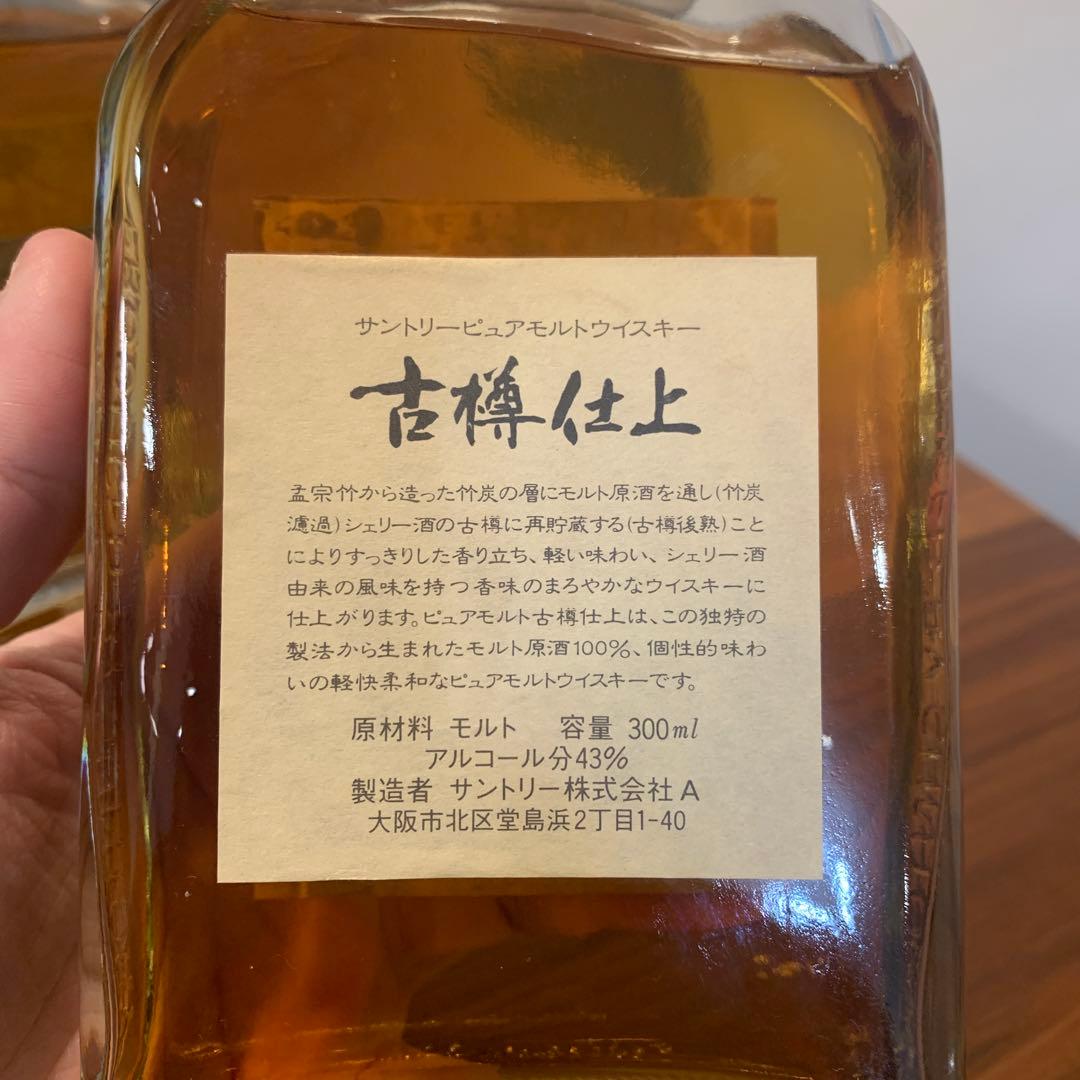 サントリーピュアモルトウイスキー
古樽仕上
孟宗竹から造った竹炭の層にモルト原酒を通し(竹炭
濾過)シェリー酒の古樽に再貯蔵する(古樽後熟)こと
によりすっきりした香り立ち、軽い味わい、シェリー酒
由来の風味を持つ香味のまろやかなウイスキーに
仕上がります。ピュアモルト古樽仕上は、この独特の
製法から生まれたモルト原酒100%、個性的味わ
いの軽快柔和なピュアモルトウイスキーです。
原材料 モルト 容量 300ml
アルコール分43%
製造者 サントリー株式会社 A
大阪市北区堂島浜2丁目1-40